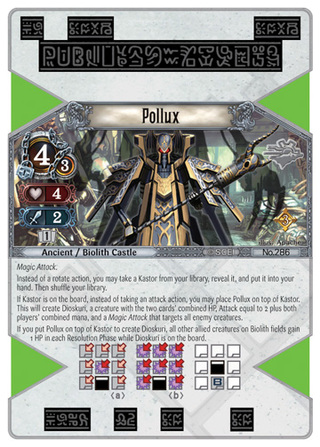 Pollux
4
3
4
2
Ancient / Biolith Castle
SCEI
No.286
Magic Attack.
Instead of a rotate action, you may take a Kastor from your library, reveal it, and put it into your hand. Then shuffle your library.
If Kastor is on the board, instead of taking an attack action, you may place Pollux on top of Kastor.
This will create Dioskuri, a creature with the two cards' combined HP, Attack equal to 2 plus both
players' combined mana, and a Magic Attack that targets all enemy creatures.
If you put Pollux on top of Kastor to create Dioskuri, all other allied creatures on Biolith fields gain
1 HP in each Resolution Phase while Dioskuri is on the board.
(a)
(b)